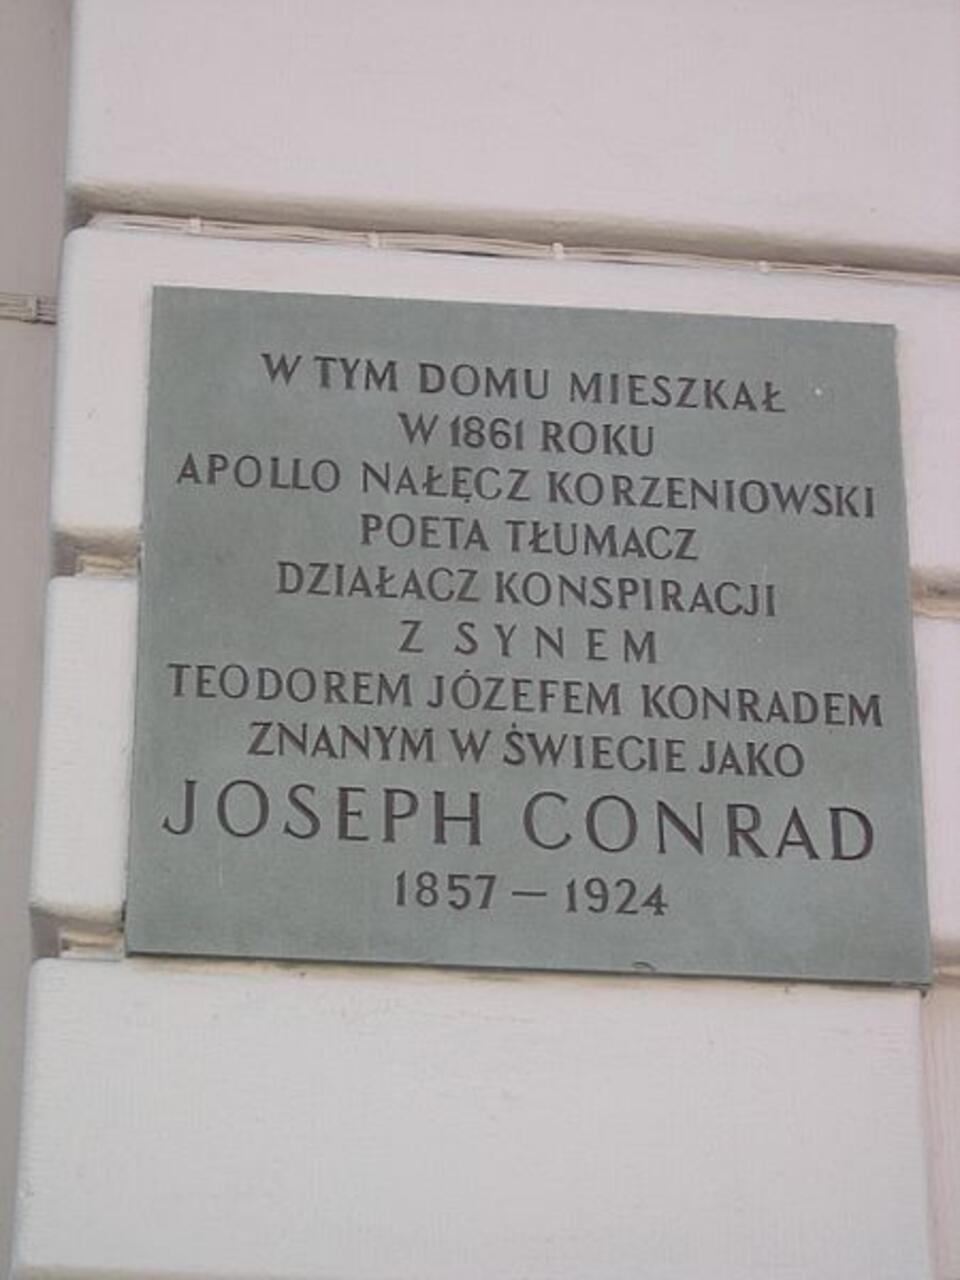 W TYM DOMU MIESZKAŁ
W 1861 ROKU
APOLLO NAŁĘCZ KORZENIOWSKI
POETA TŁUMACZ
DZIAŁACZ KONSPIRACJI
Z SYNEM
TEODOREM JÓZEFEM KONRADEM
ZNANYM W ŚWIECIE JAKO
JOSEPH CONRAD
1857 – 1924